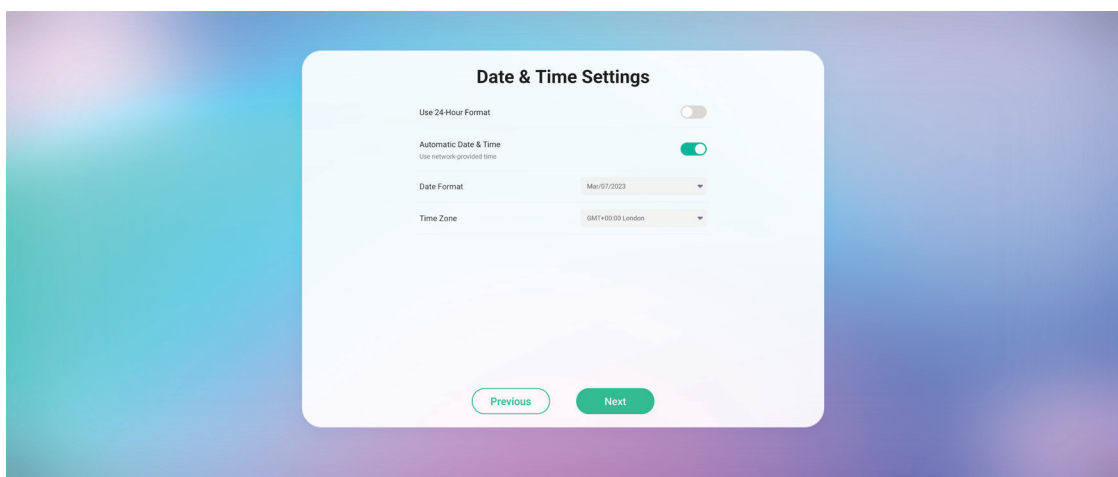 Date & Time Settings
Use 24-Hour Format
Automatic Date & Time
Use network-provided time
Date Format
Mar/07/2023
Time Zone
GMT+00:00 London
Previous
Next